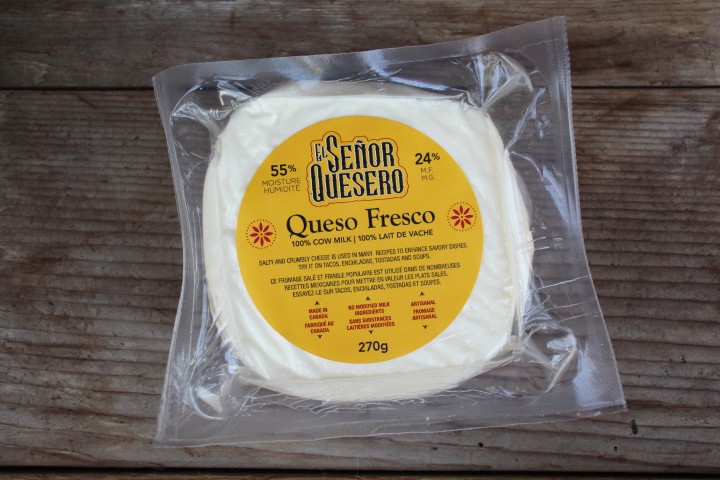 EL SEÑOR
QUESERO
55%
MOISTURE
HUMIDITÉ
24%
M.F.
M.G.
Queso Fresco
100% COW MILK | 100% LAIT DE VACHE
SALTY AND CRUMBLY CHEESE IS USED IN MANY RECIPES TO ENHANCE SAVORY DISHES.
TRY IT ON TACOS, ENCHILADAS, TOSTADAS AND SOUPS.
CE FROMAGE SALÉ ET FRIABLE POPULAIRE EST UTILISÉ DANS DE NOMBREUSES
RECETTES MEXICAINES POUR METTRE EN VALEUR LES PLATS SALÉS.
ESSAYEZ-LE SUR TACOS, ENCHILADAS, TOSTADAS ET SOUPES.
MADE IN
CANADA
FABRIQUÉ AU
CANADA
NO MODIFIED MILK
INGREDIENTS
SANS SUBSTANCES
LAITIÈRES MODIFIÉES
ARTISANAL
FROMAGE
ARTISANAL
270g